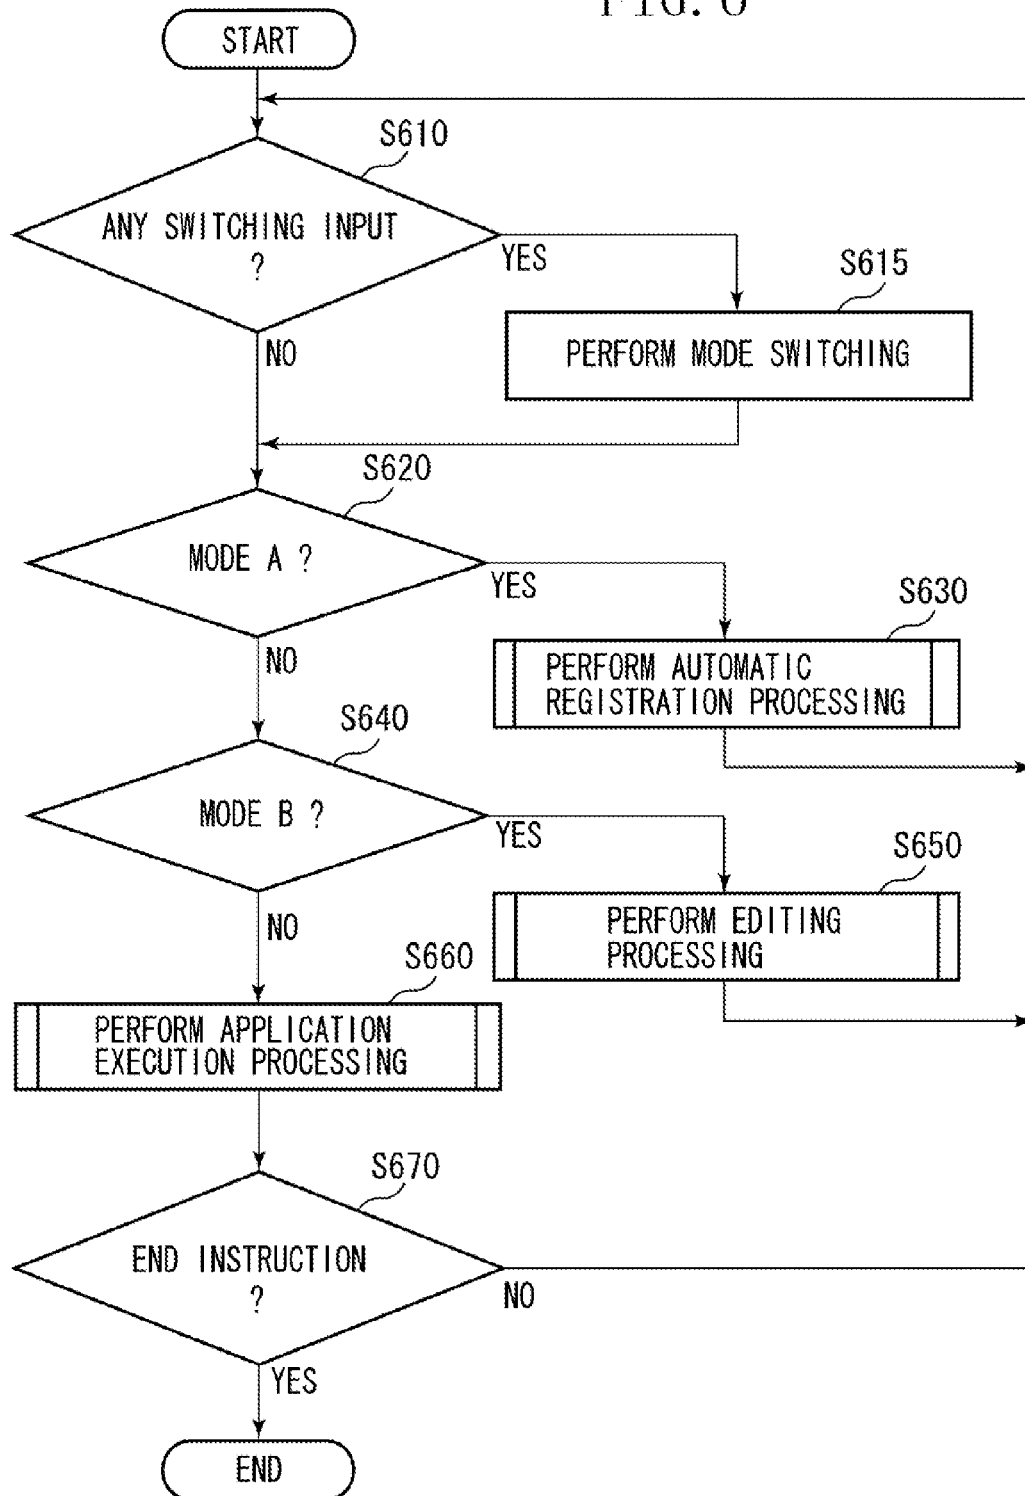 FIG. 6
START
S610
ANY SWITCHING INPUT
?
YES
S615
PERFORM MODE SWITCHING
NO
S620
MODE A ?
YES
S630
PERFORM AUTOMATIC
REGISTRATION PROCESSING
NO
S640
MODE B ?
YES
S650
PERFORM EDITING
PROCESSING
NO
S660
PERFORM APPLICATION
EXECUTION PROCESSING
S670
END INSTRUCTION
?
NO
YES
END